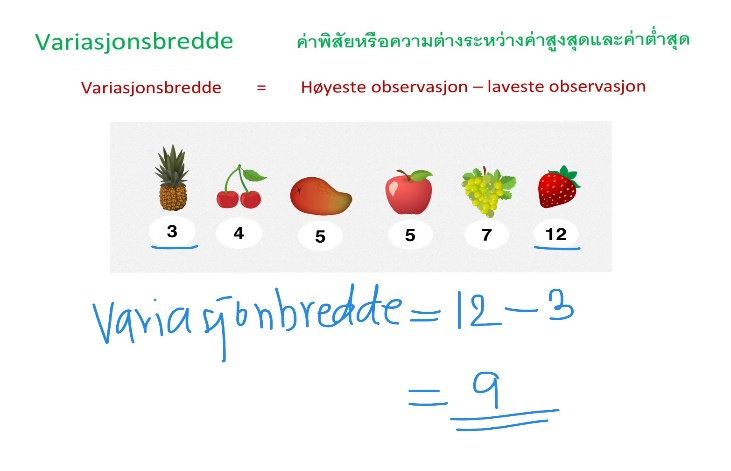 Variasjonsbredde ค่าพิสัยหรือความต่างระหว่างค่าสูงสุดและค่าต่ำสุด
Variasjonsbredde = Høyeste observasjon – laveste observasjon
3 4 5 5 7 12
Variasjonbredde = 12 – 3
= 9